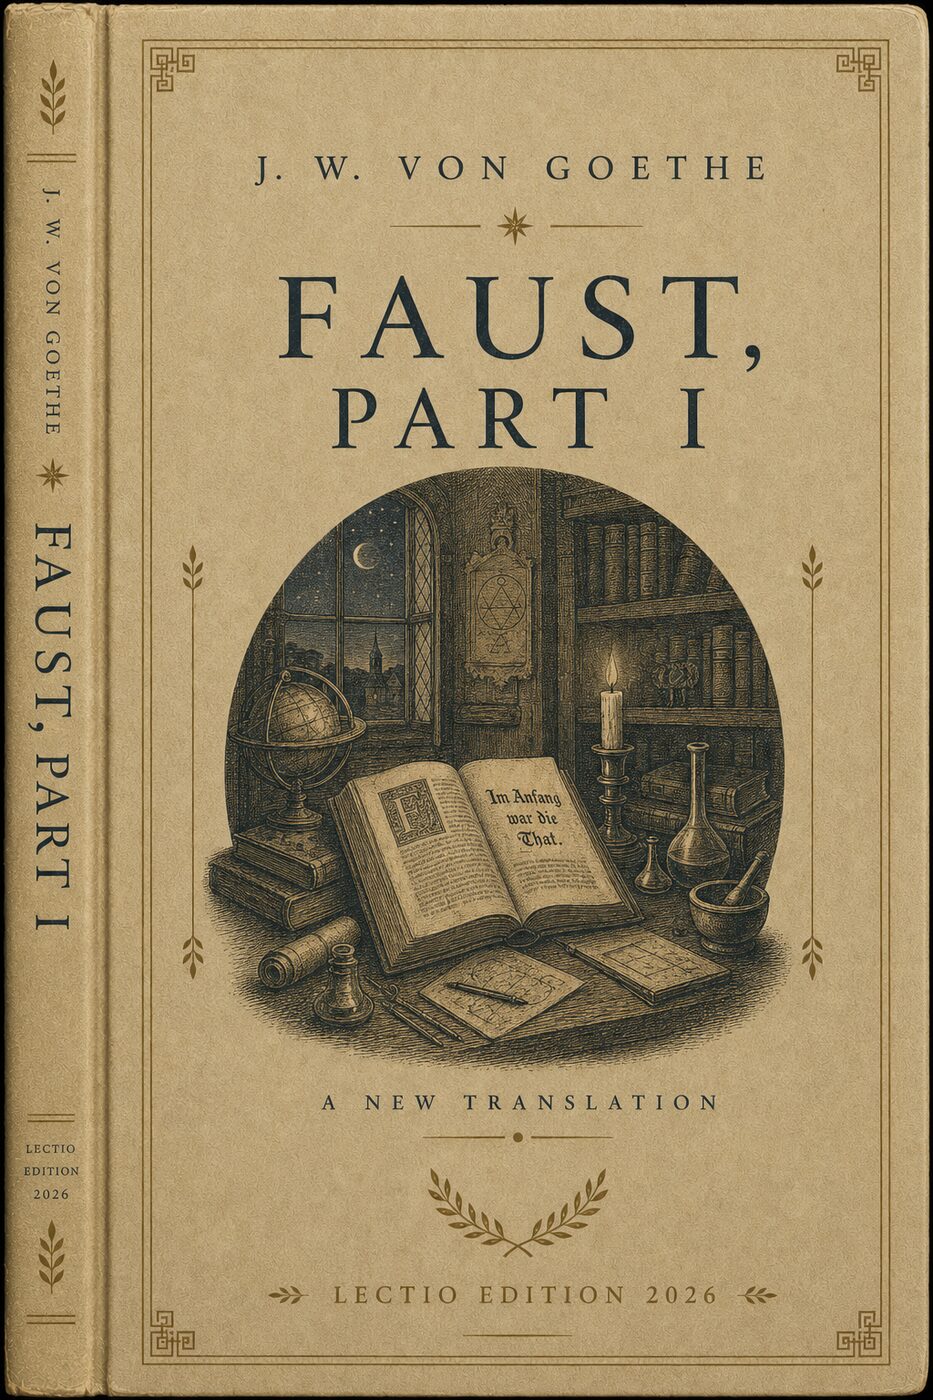 J. W. VON GOETHE
FAUST,
PART I
Im Anfang
war die
That.
A NEW TRANSLATION
LECTIO EDITION 2026
J. W. VON GOETHE
FAUST, PART I
LECTIO
EDITION
2026